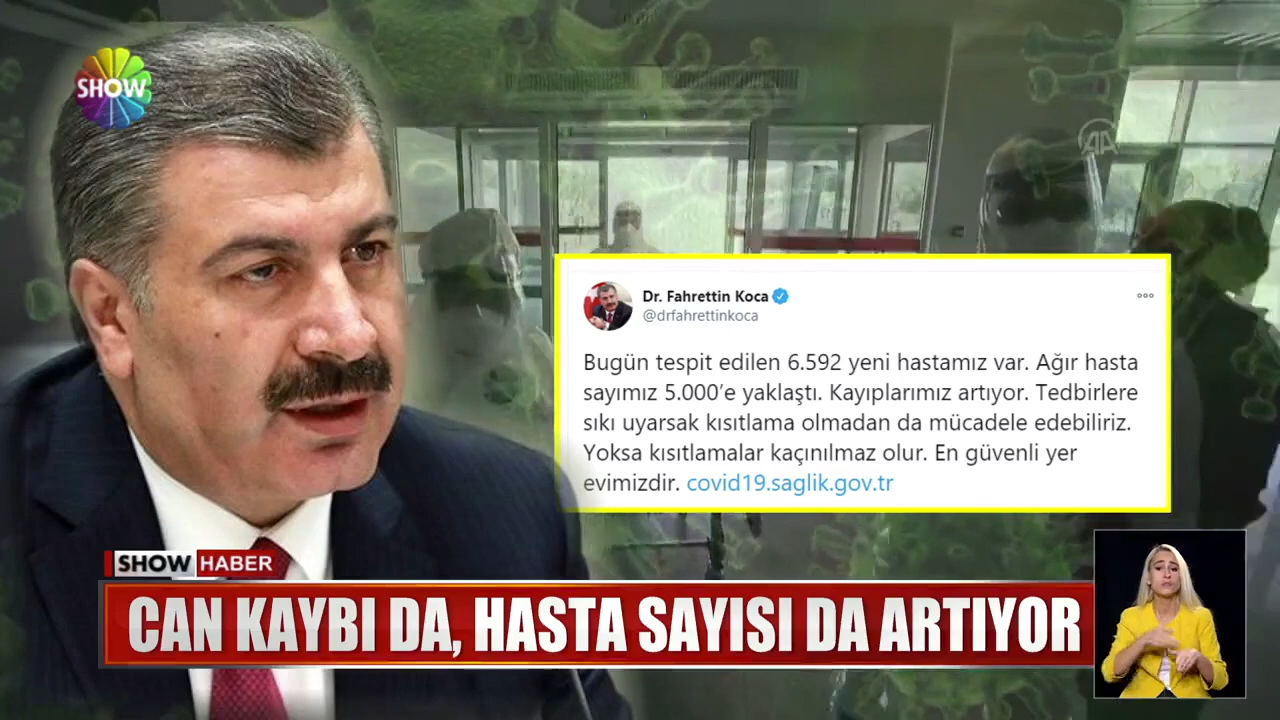 SHOW
AA
Dr. Fahrettin Koca
@drfahrettinkoca
Bugün tespit edilen 6.592 yeni hastamız var. Ağır hasta
sayımız 5.000’e yaklaştı. Kayıplarımız artıyor. Tedbirlere
sıkı uyarsak kısıtlama olmadan da mücadele edebiliriz.
Yoksa kısıtlamalar kaçınılmaz olur. En güvenli yer
evimizdir. covid19.saglik.gov.tr
SHOW HABER
CAN KAYBI DA, HASTA SAYISI DA ARTIYOR